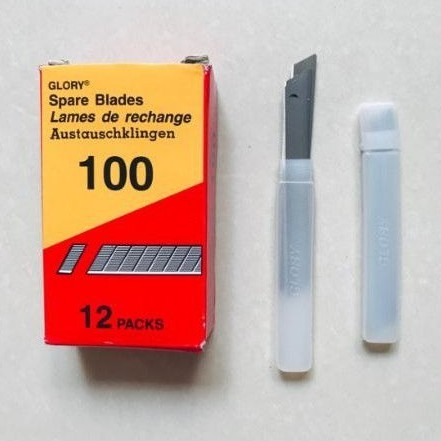 GLORY®
Spare Blades
Lames de rechange
Austauschklingen
100
12 PACKS
GLORY
GLORY